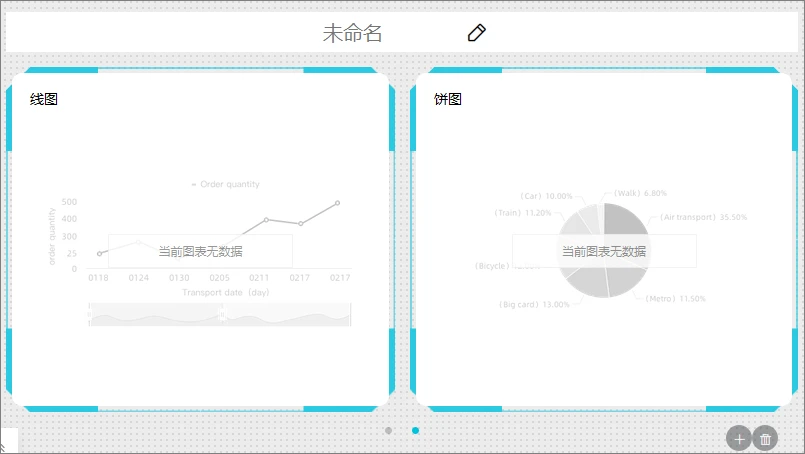 未命名
线图
Order quantity
500
400
300
25
0
order quantity
当前图表无数据
0118 0124 0130 0205 0211 0217 0217
Transport date (day)
饼图
(Car) 10.00%
(Walk) 6.80%
(Train) 11.20%
(Air transport) 35.50%
当前图表无数据
(Bicycle)
(Big card) 13.00%
(Metro) 11.50%